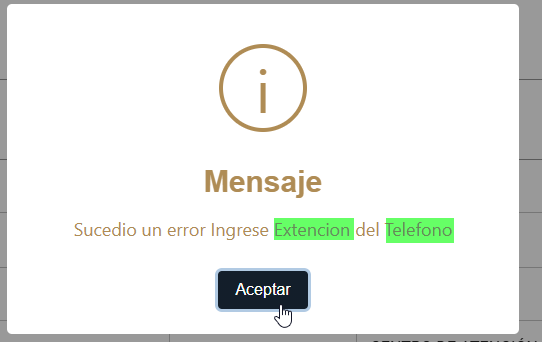 Mensaje
Sucedio un error Ingrese Extencion del Telefono
Aceptar